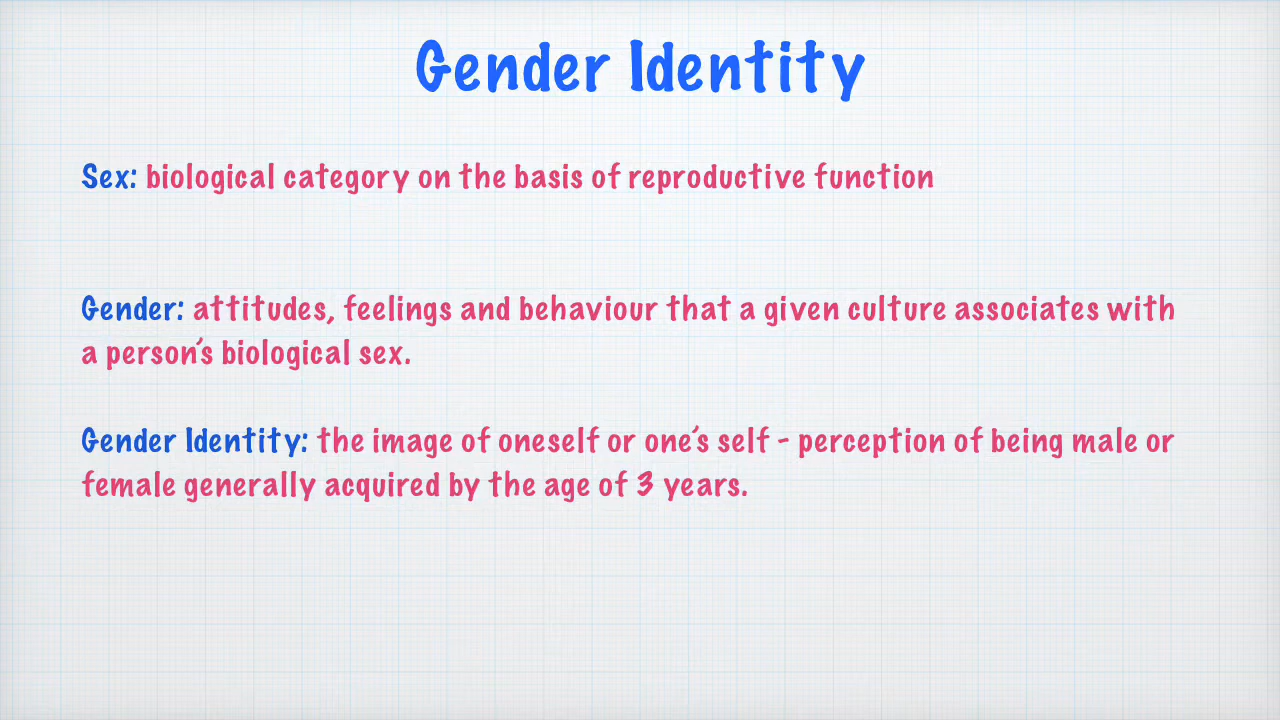 Gender Identity
Sex: biological category on the basis of reproductive function
Gender: attitudes, feelings and behaviour that a given culture associates with
a person's biological sex.
Gender Identity: the image of oneself or one's self - perception of being male or
female generally acquired by the age of 3 years.